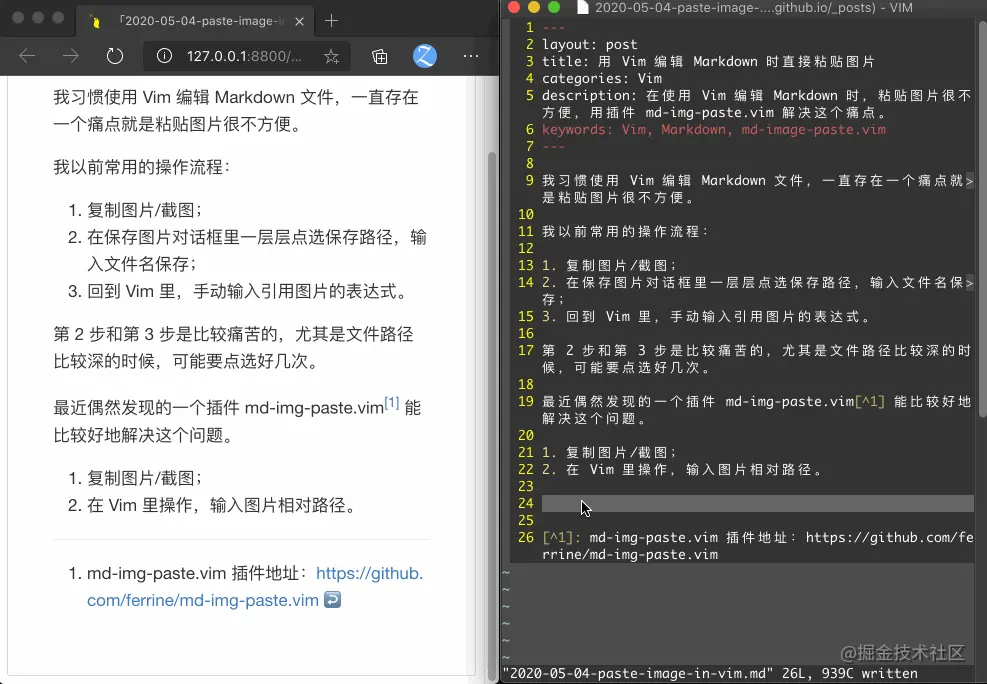 「2020-05-04-paste-image-i
127.0.0.1:8800/...
我习惯使用 Vim 编辑 Markdown 文件，一直存在
一个痛点就是粘贴图片很不方便。
我以前常用的操作流程：
1. 复制图片/截图；
2. 在保存图片对话框里一层层点选保存路径，输
入文件名保存；
3. 回到 Vim 里，手动输入引用图片的表达式。
第 2 步和第 3 步是比较痛苦的，尤其是文件路径
比较深的时候，可能要点选好几次。
最近偶然发现的一个插件 md-img-paste.vim[1] 能
比较好地解决这个问题。
1. 复制图片/截图；
2. 在 Vim 里操作，输入图片相对路径。
1. md-img-paste.vim 插件地址：https://github.
com/ferrine/md-img-paste.vim
2020-05-04-paste-image-....github.io/_posts) - VIM
1 ---
2 layout: post
3 title: 用 Vim 编辑 Markdown 时直接粘贴图片
4 categories: Vim
5 description: 在使用 Vim 编辑 Markdown 时，粘贴图片很不
方便，用插件 md-img-paste.vim 解决这个痛点。
6 keywords: Vim, Markdown, md-image-paste.vim
7 ---
8
9 我习惯使用 Vim 编辑 Markdown 文件，一直存在一个痛点就>
是粘贴图片很不方便。
10
11 我以前常用的操作流程：
12
13 1. 复制图片/截图；
14 2. 在保存图片对话框里一层层点选保存路径，输入文件名保>
存；
15 3. 回到 Vim 里，手动输入引用图片的表达式。
16
17 第 2 步和第 3 步是比较痛苦的，尤其是文件路径比较深的时
候，可能要点选好几次。
18
19 最近偶然发现的一个插件 md-img-paste.vim[^1] 能比较好地
解决这个问题。
20
21 1. 复制图片/截图；
22 2. 在 Vim 里操作，输入图片相对路径。
23
24
25
26 [^1]: md-img-paste.vim 插件地址：https://github.com/fe
rrine/md-img-paste.vim
~
~
~
~
~
~
@掘金技术社区
"2020-05-04-paste-image-in-vim.md" 26L, 939C written